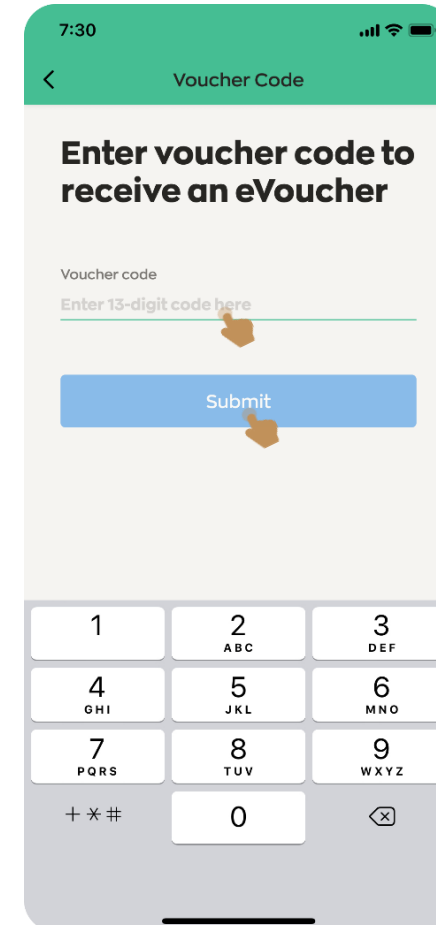 7:30
Voucher Code
Enter voucher code to
receive an eVoucher
Voucher code
Enter 13-digit code here
Submit
1 2 3
ABC DEF
4 5 6
GHI JKL MNO
7 8 9
PQRS TUV WXYZ
+*# 0